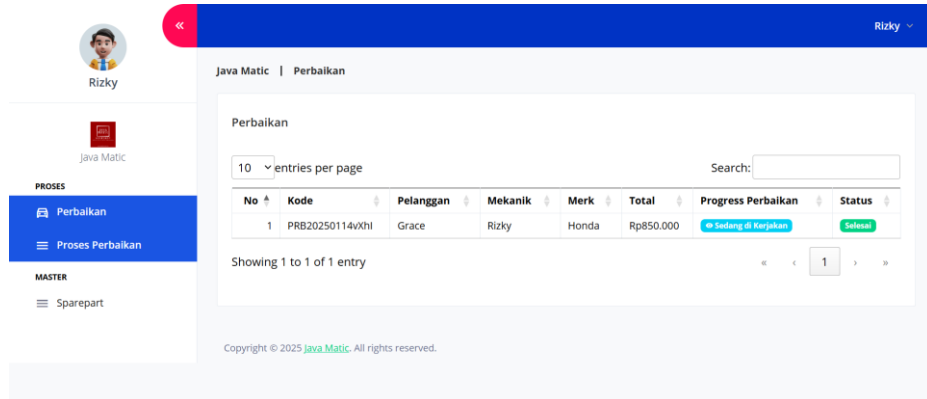 Rizky
Rizky
Java Matic | Perbaikan
Java Matic
PROSES
Perbaikan
Proses Perbaikan
MASTER
Sparepart
Perbaikan
10 entries per page
Search:
No Kode Pelanggan Mekanik Merk Total Progress Perbaikan Status
1 PRB20250114vXhI Grace Rizky Honda Rp850.000 Sedang di Kerjakan Selesai
Showing 1 to 1 of 1 entry
« ‹ 1 › »
Copyright © 2025 Java Matic. All rights reserved.